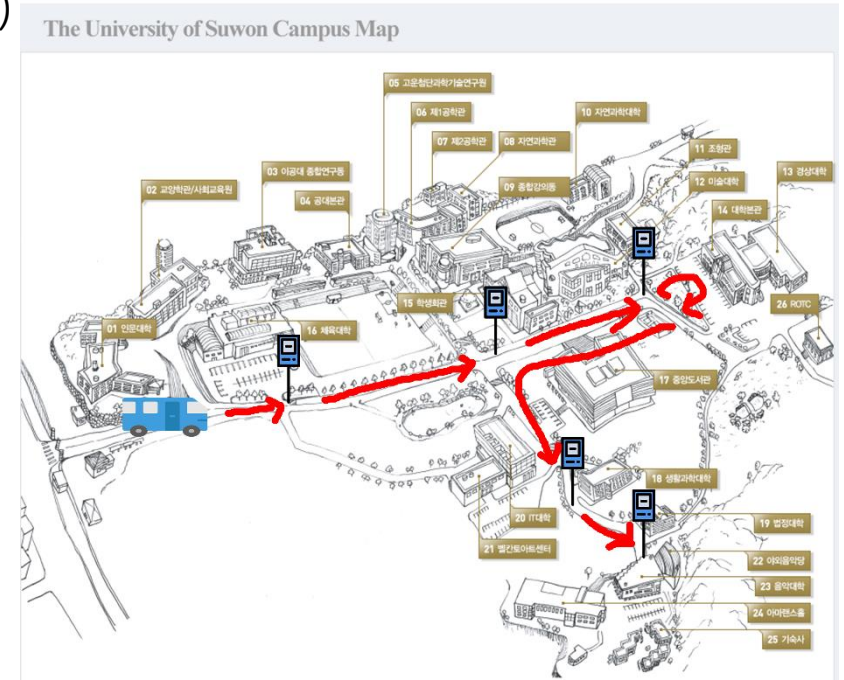 )
The University of Suwon Campus Map
05 고운첨단과학기술연구원
06 제1공학관
07 제2공학관
08 자연과학관
10 자연과학대학
11 조형관
12 미술대학
13 경상대학
03 이공대 종합연구동
02 교양학관/사회교육원
04 공대본관
09 종합강의동
14 대학본관
15 학생회관
26 ROTC
01 인문대학
16 체육대학
17 중앙도서관
18 생활과학대학
20 IT대학
19 법정대학
21 벨칸토아트센터
22 야외음악당
23 음악대학
24 아마랜스홀
25 기숙사